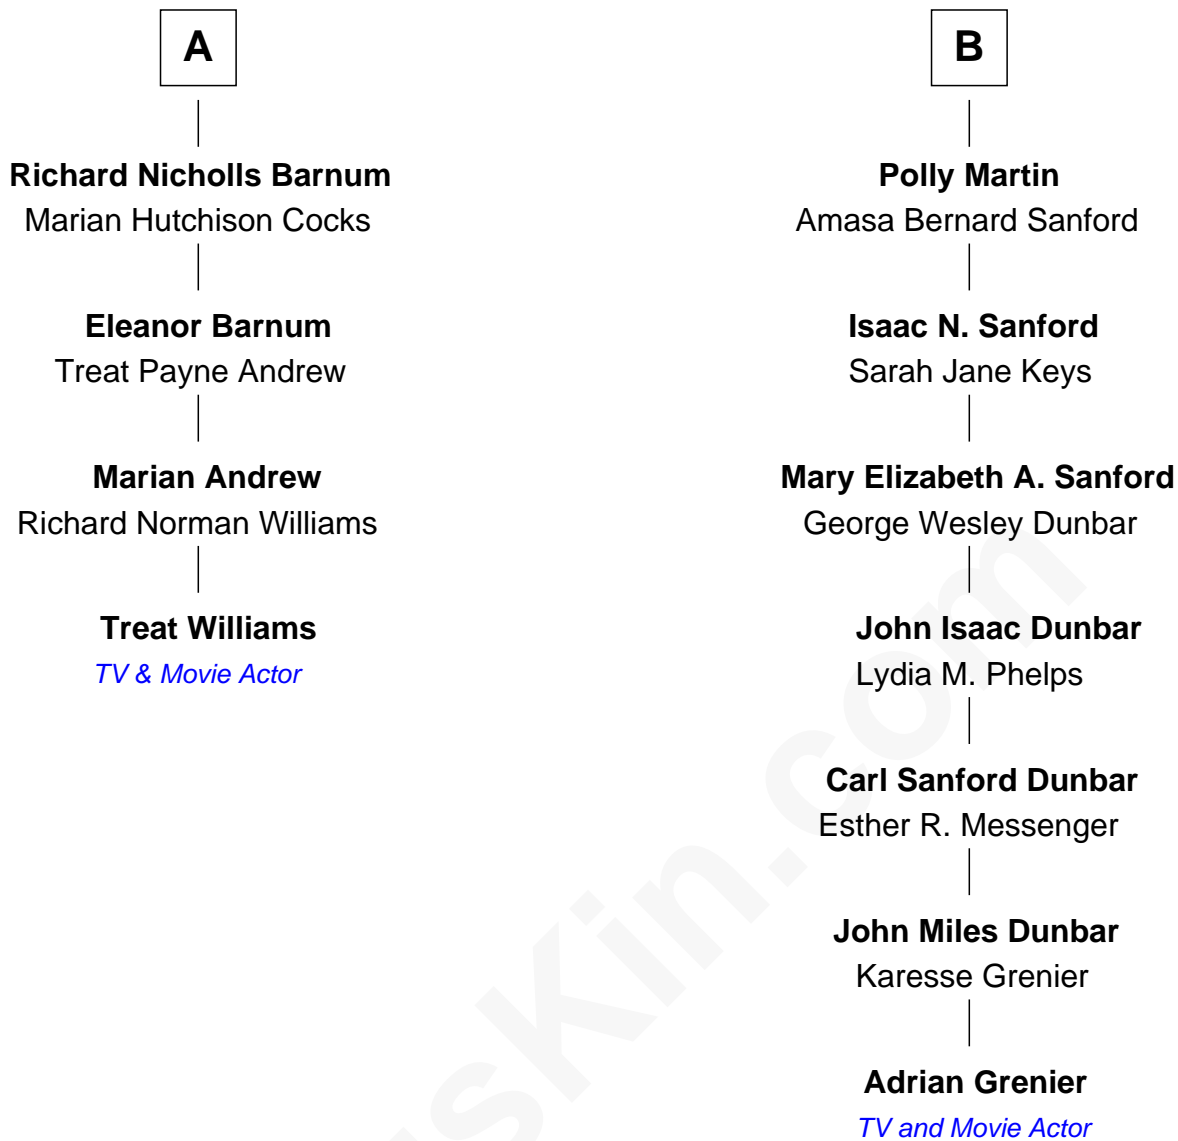 A
Richard Nicholls Barnum
Marian Hutchison Cocks
Eleanor Barnum
Treat Payne Andrew
Marian Andrew
Richard Norman Williams
Treat Williams
TV & Movie Actor
B
Polly Martin
Amasa Bernard Sanford
Isaac N. Sanford
Sarah Jane Keys
Mary Elizabeth A. Sanford
George Wesley Dunbar
John Isaac Dunbar
Lydia M. Phelps
Carl Sanford Dunbar
Esther R. Messenger
John Miles Dunbar
Karesse Grenier
Adrian Grenier
TV and Movie Actor
sKin.com